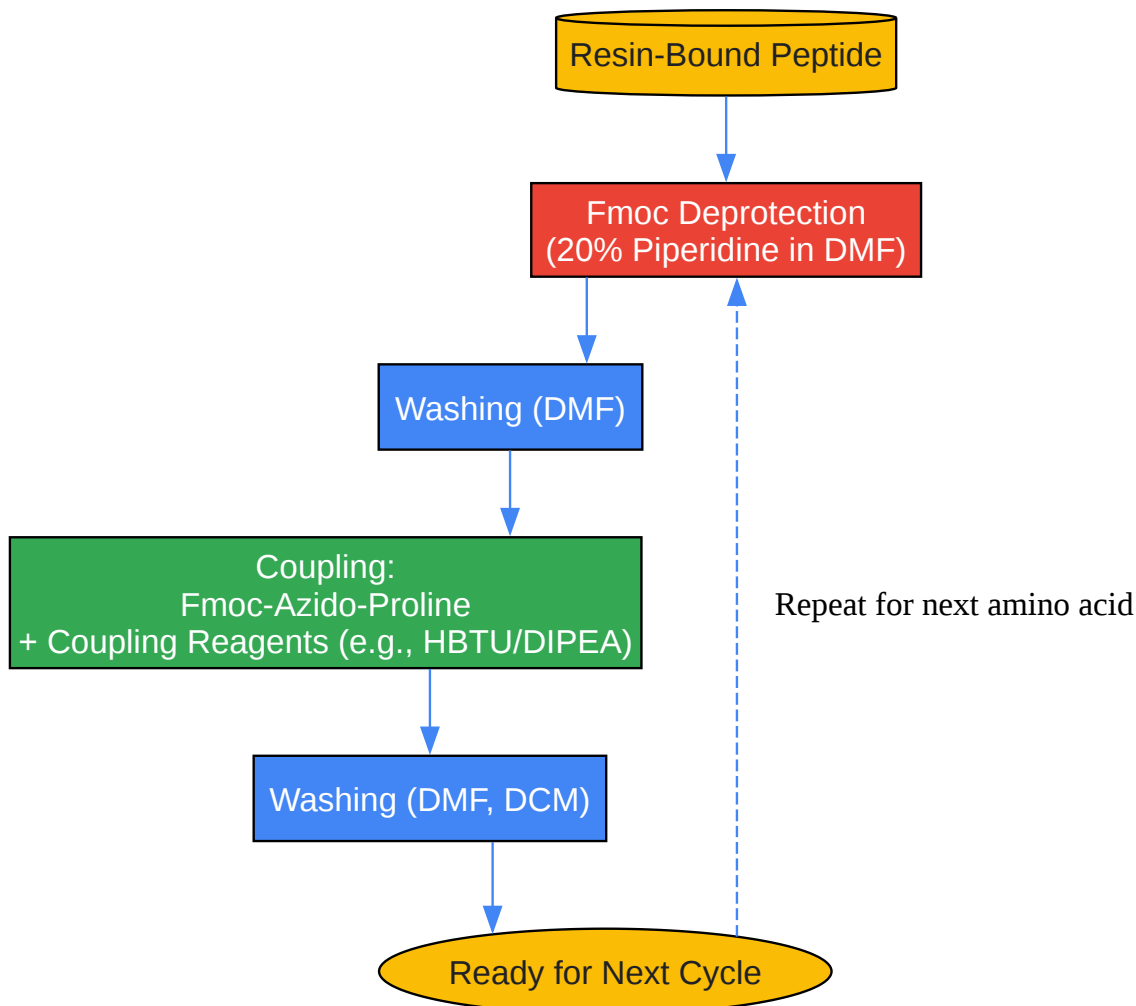 Resin-Bound Peptide
Fmoc Deprotection
(20% Piperidine in DMF)
Washing (DMF)
Coupling:
Fmoc-Azido-Proline
+ Coupling Reagents (e.g., HBTU/DIPEA)
Repeat for next amino acid
Washing (DMF, DCM)
Ready for Next Cycle